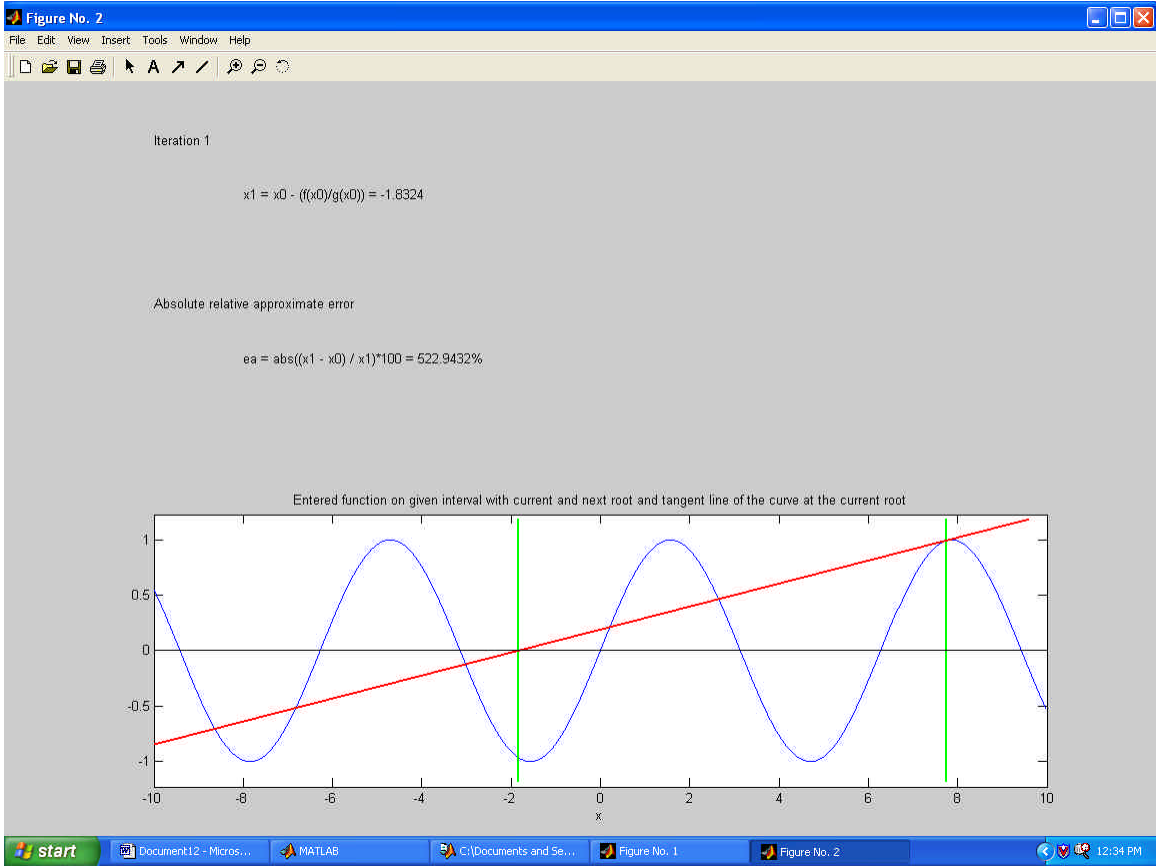 Figure No. 2
File Edit View Insert Tools Window Help
A
Iteration 1
x1 = x0 - (f(x0)/g(x0)) = -1.8324
Absolute relative approximate error
ea = abs((x1 - x0) / x1)*100 = 522.9432%
Entered function on given interval with current and next root and tangent line of the curve at the current root
1
0.5
0
-0.5
-1
-10 -8 -6 -4 -2 0 2 4 6 8 10
x
start Document12 - Micros... MATLAB C:\Documents and Se... Figure No. 1 Figure No. 2 12:34 PM